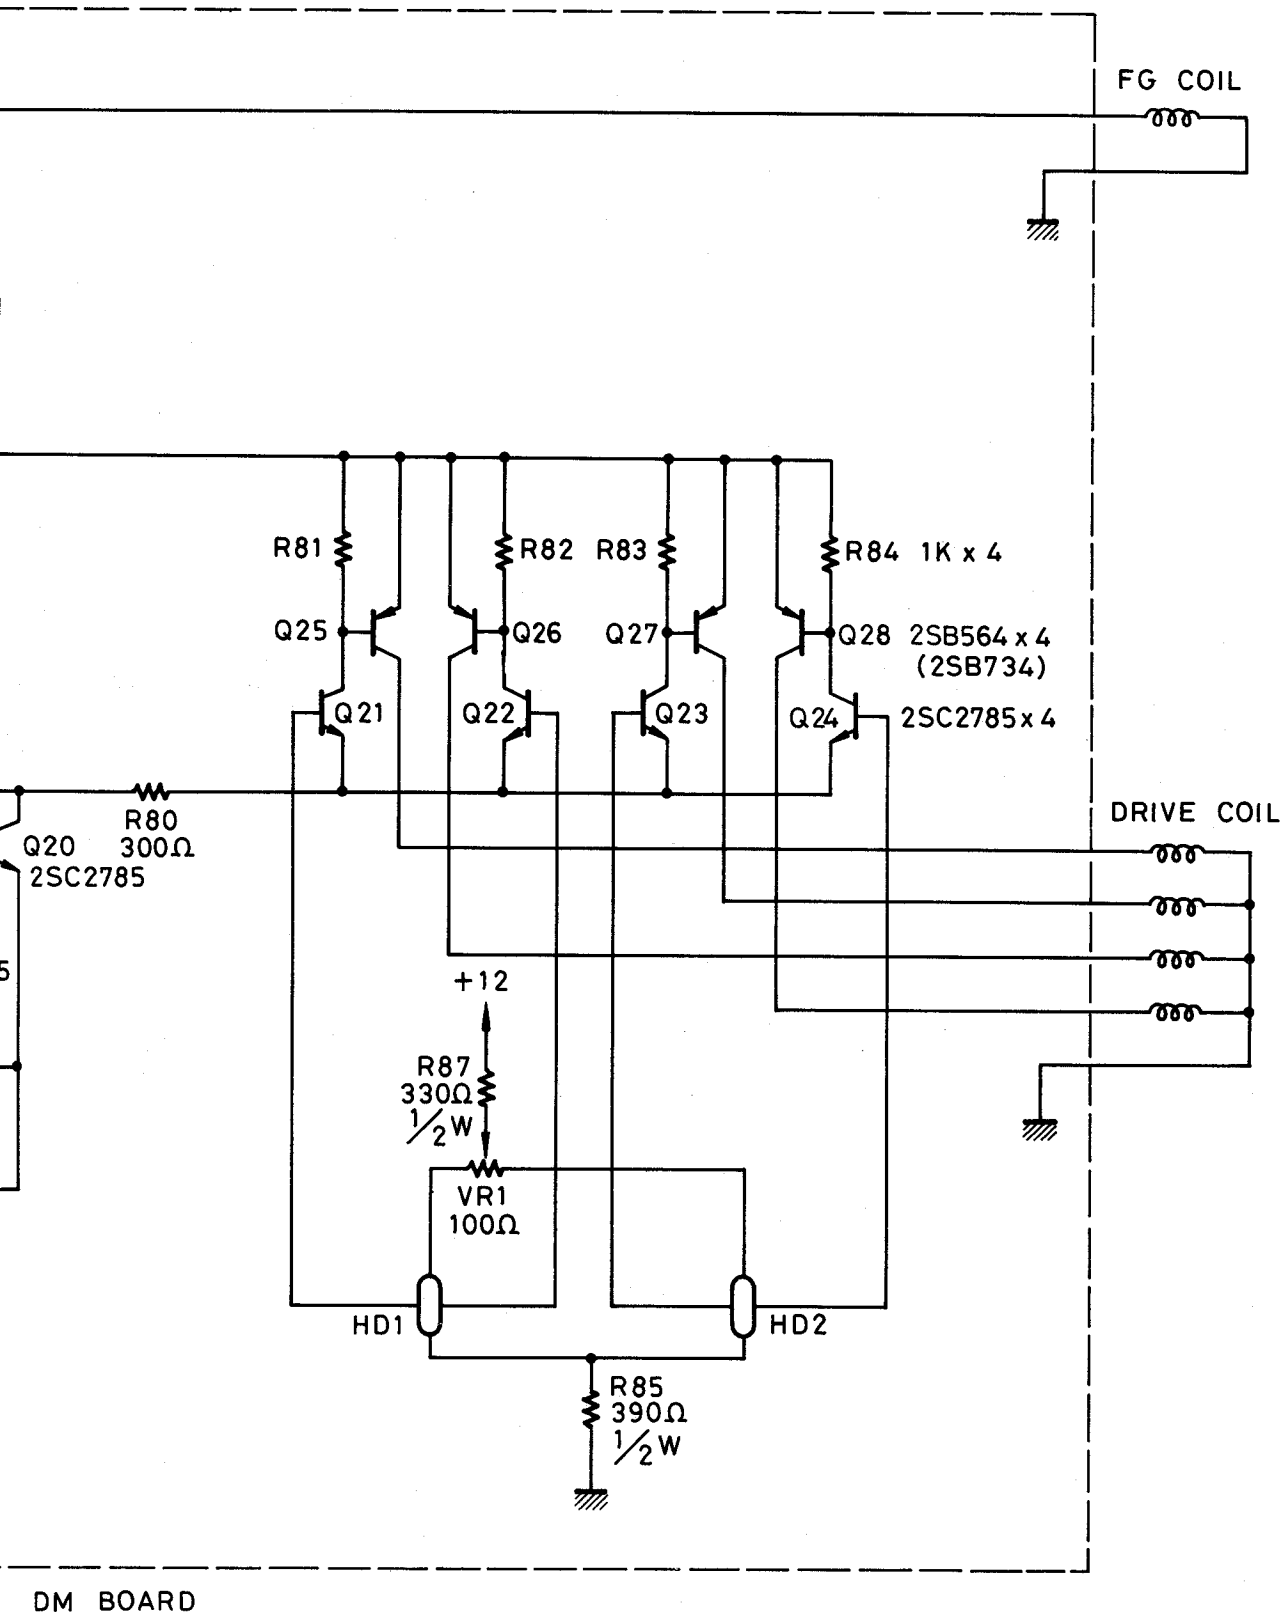 FG COIL
R81
R82
R83
R84 1K x 4
Q25
Q26
Q27
Q28 2SB564 x 4
(2SB734)
Q21
Q22
Q23
Q24
2SC2785 x 4
R80
300Ω
Q20
2SC2785
DRIVE COIL
5
+12
R87
330Ω
1/2 W
VR1
100Ω
HD1
HD2
R85
390Ω
1/2 W
DM BOARD